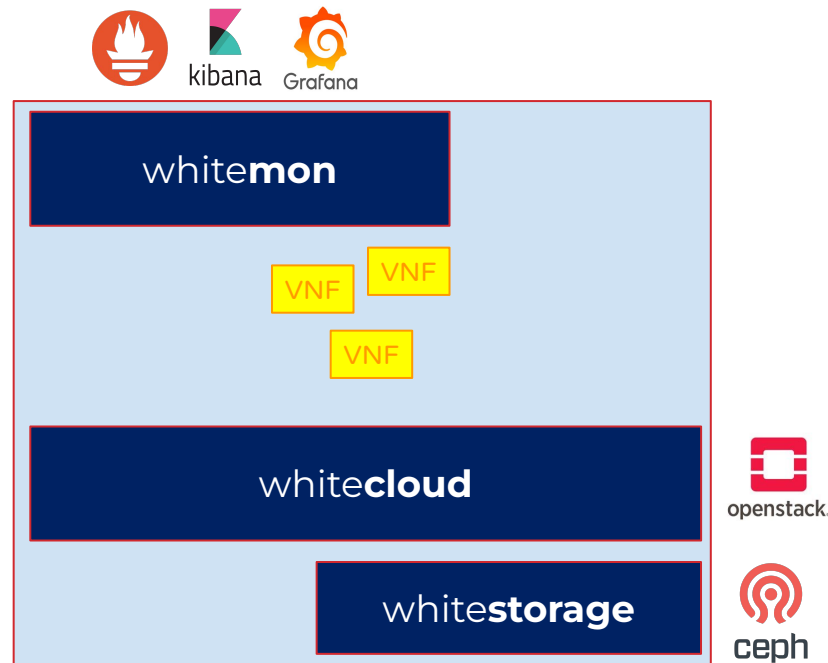 kibana
Grafana
whitemon
VNF
VNF
VNF
whitecloud
openstack.
whitestorage
ceph